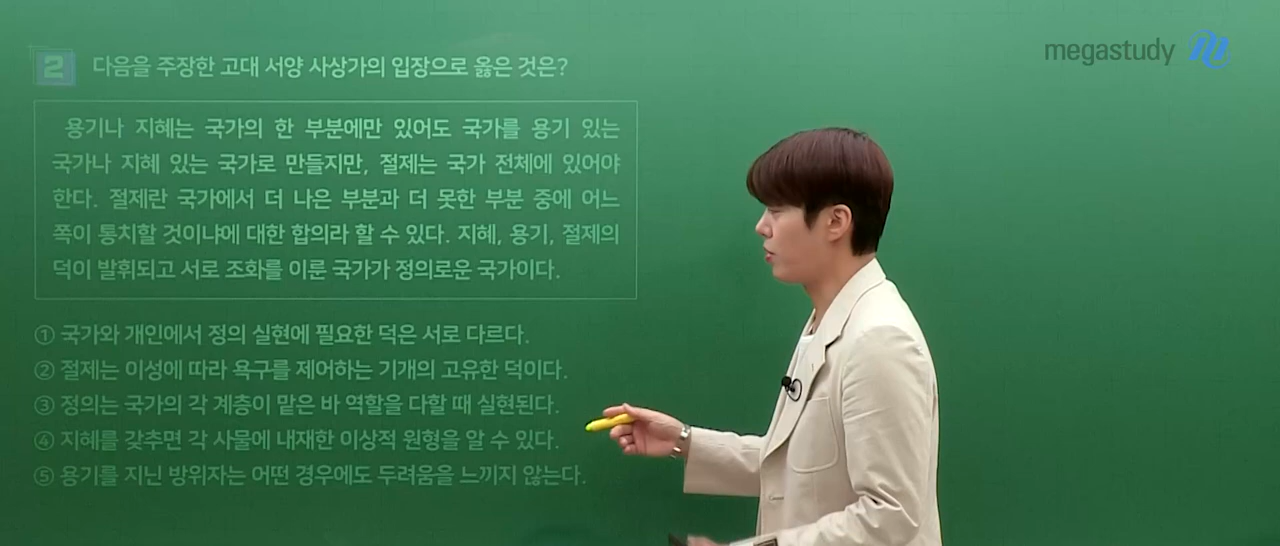 megastudy
2 다음을 주장한 고대 서양 사상가의 입장으로 옳은 것은?
용기나 지혜는 국가의 한 부분에만 있어도 국가를 용기 있는
국가나 지혜 있는 국가로 만들지만, 절제는 국가 전체에 있어야
한다. 절제란 국가에서 더 나은 부분과 더 못한 부분 중에 어느
쪽이 통치할 것이냐에 대한 합의라 할 수 있다. 지혜, 용기, 절제의
덕이 발휘되고 서로 조화를 이룬 국가가 정의로운 국가이다.
① 국가와 개인에서 정의 실현에 필요한 덕은 서로 다르다.
② 절제는 이성에 따라 욕구를 제어하는 기개의 고유한 덕이다.
③ 정의는 국가의 각 계층이 맡은 바 역할을 다할 때 실현된다.
④ 지혜를 갖추면 각 사물에 내재한 이상적 원형을 알 수 있다.
⑤ 용기를 지닌 방위자는 어떤 경우에도 두려움을 느끼지 않는다.